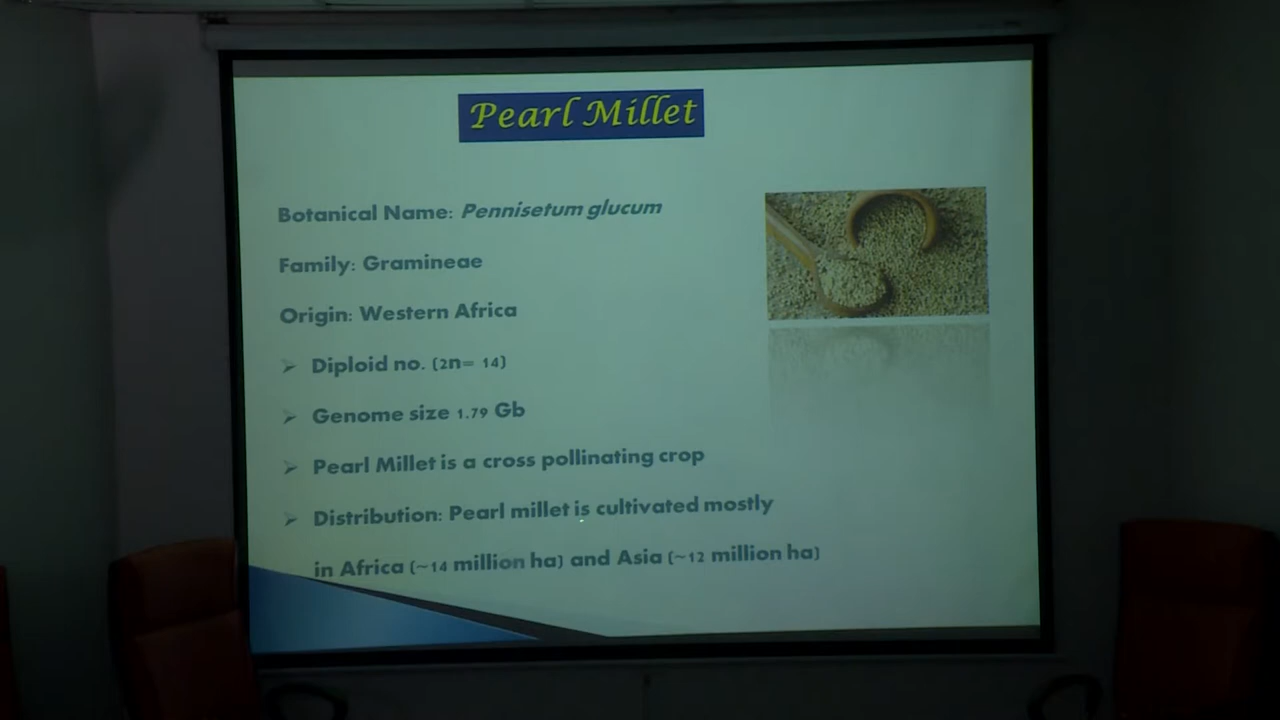 Pearl Millet
Botanical Name: Pennisetum glucum
Family: Gramineae
Origin: Western Africa
Diploid no. (2n= 14)
Genome size 1.79 Gb
Pearl Millet is a cross pollinating crop
Distribution: Pearl millet is cultivated mostly
in Africa (~14 million ha) and Asia (~12 million ha)